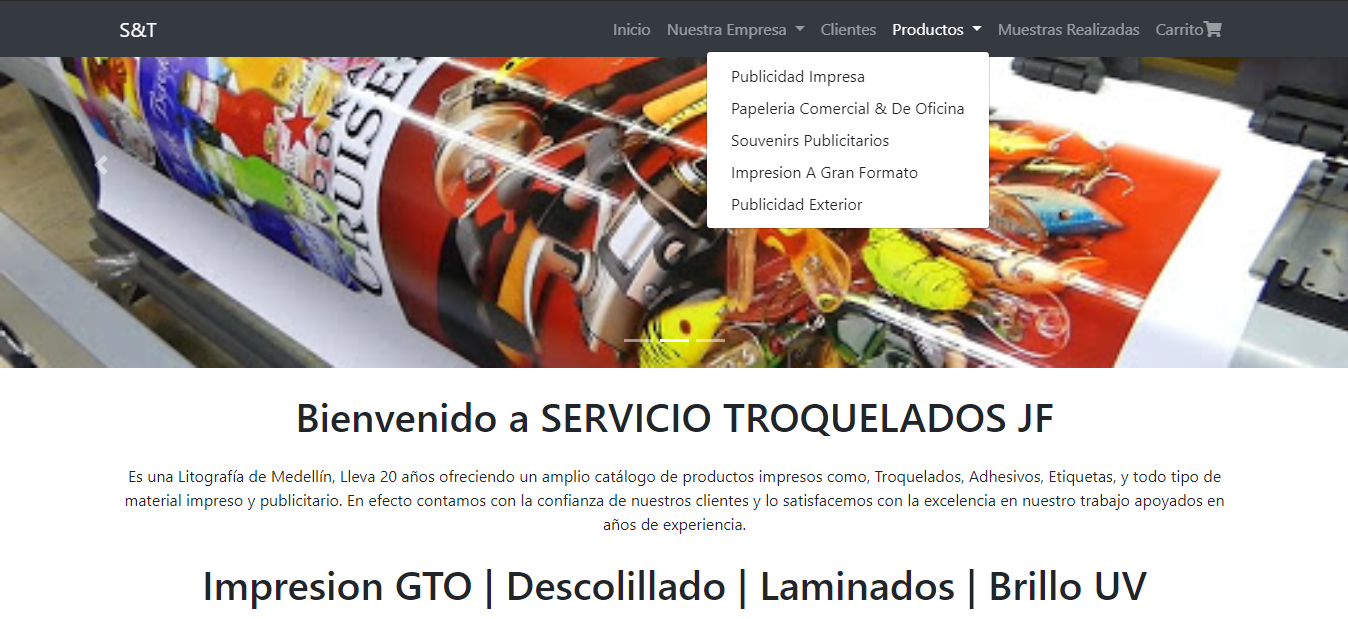 S&T
Inicio Nuestra Empresa Clientes Productos Muestras Realizadas Carrito
Publicidad Impresa
Papeleria Comercial & De Oficina
Souvenirs Publicitarios
Impresion A Gran Formato
Publicidad Exterior
VODKA
CRUISE
Bienvenido a SERVICIO TROQUELADOS JF
Es una Litografía de Medellín, Lleva 20 años ofreciendo un amplio catálogo de productos impresos como, Troquelados, Adhesivos, Etiquetas, y todo tipo de
material impreso y publicitario. En efecto contamos con la confianza de nuestros clientes y lo satisfacemos con la excelencia en nuestro trabajo apoyados en
años de experiencia.
Impresion GTO | Descolillado | Laminados | Brillo UV